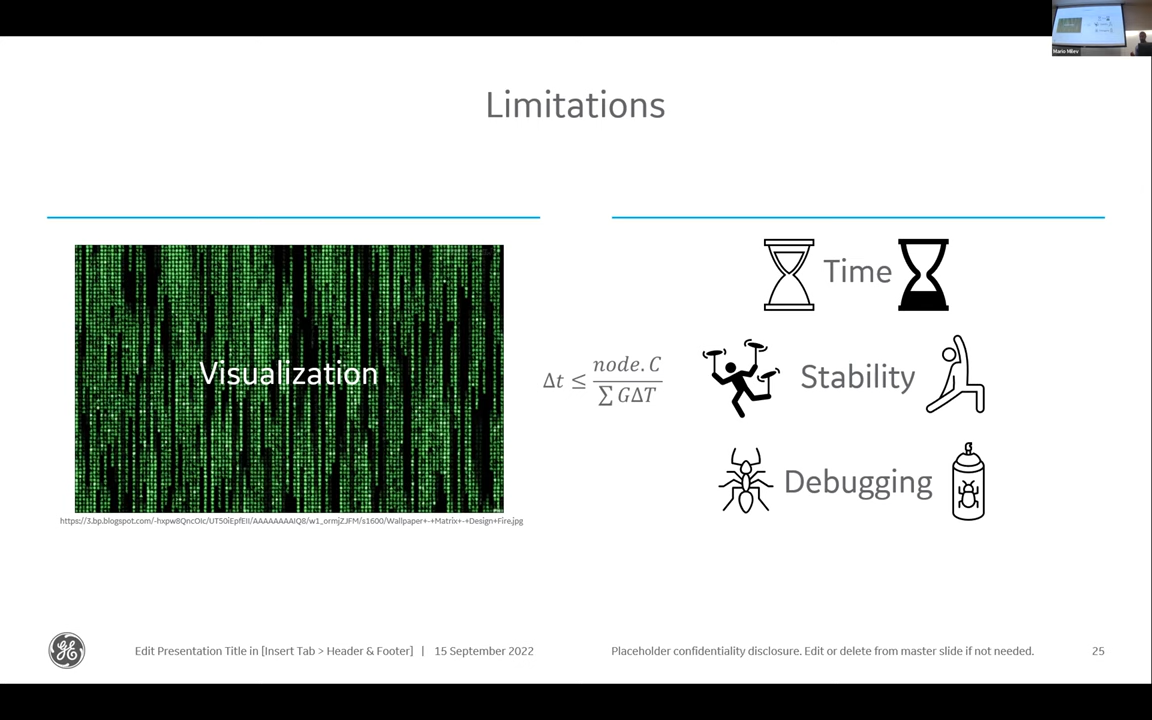 Mario Milev
Limitations
Visualization
https://3.bp.blogspot.com/-hxpw8QncOic/UT50iEpfEII/AAAAAAAAIQ8/w1_ormjZJFM/s1600/Wallpaper+-+Matrix+-+Design+Fire.jpg
Δt ≤ node.C / ∑ GΔT
Time
Stability
Debugging
Edit Presentation Title in [Insert Tab > Header & Footer] | 15 September 2022
Placeholder confidentiality disclosure. Edit or delete from master slide if not needed.
25